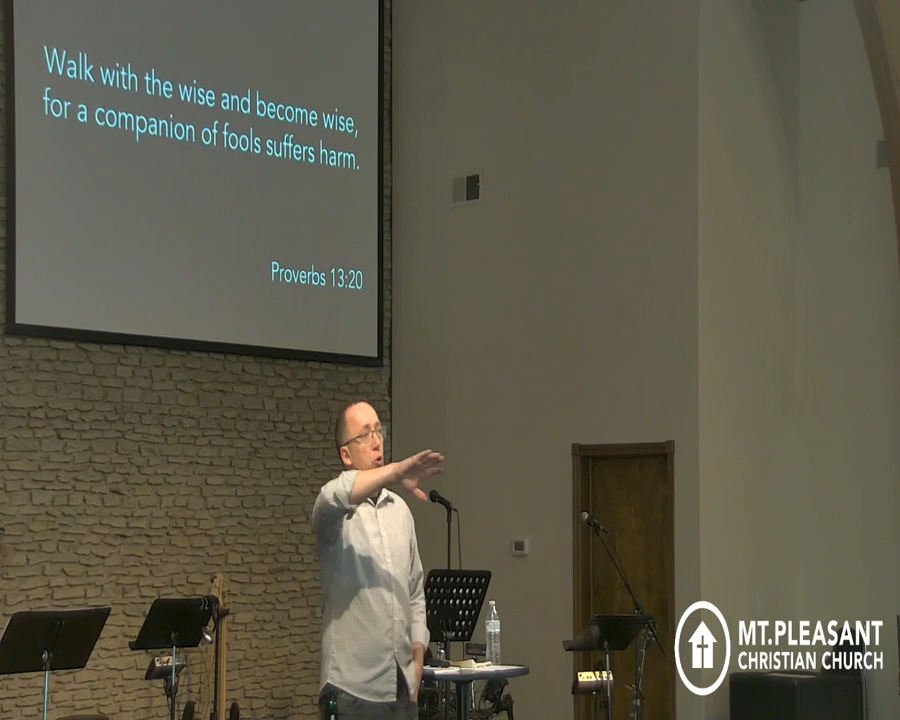 Walk with the wise and become wise,
for a companion of fools suffers harm.
Proverbs 13:20
MT.PLEASANT
CHRISTIAN CHURCH